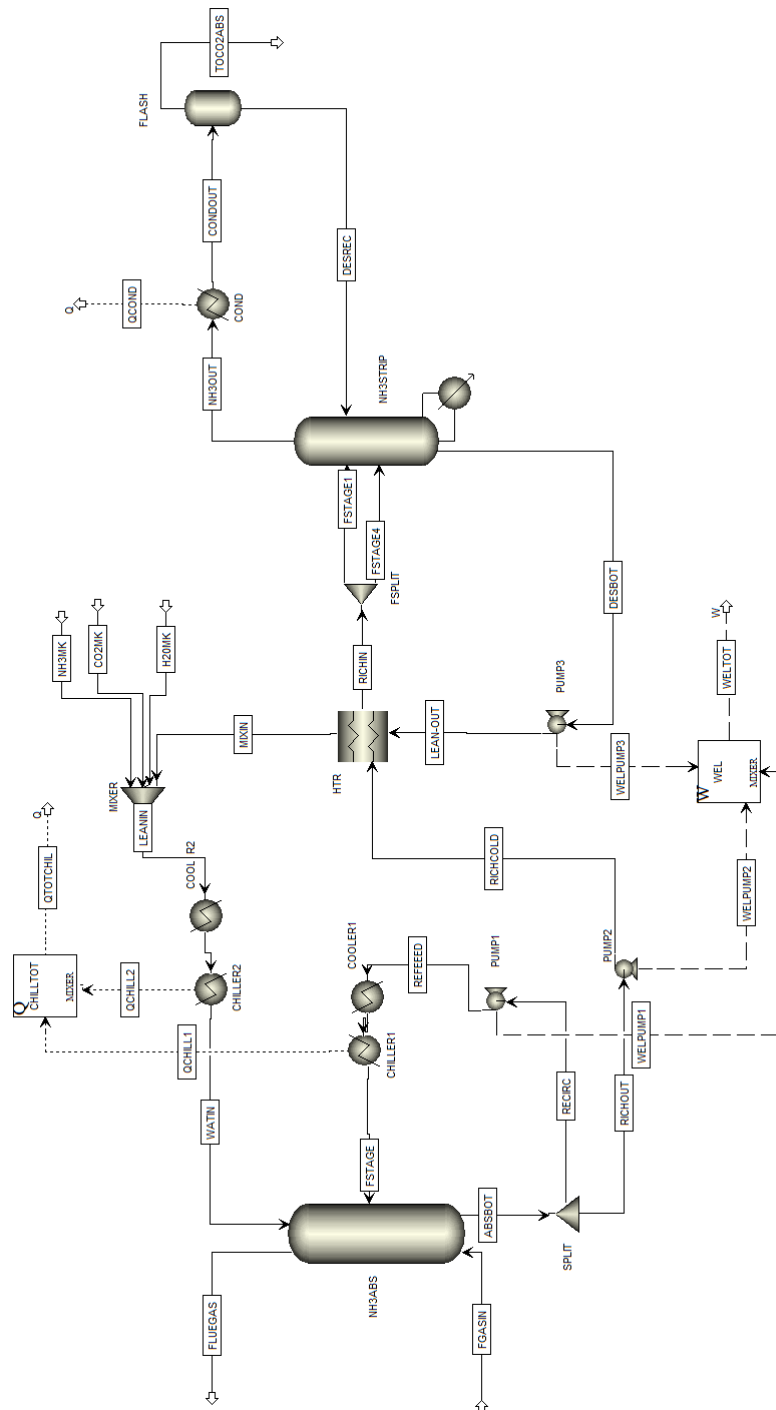 TOCO2ABS
FLASH
CONDOUT
DESREC
Q
QCOND
COND
NH3OUT
NH3STRIP
FSTAGE1
FSTAGE4
FSPLIT
DESBOT
RICHIN
NH3MK
CO2MK
H20MK
MIXIN
HTR
LEAN-OUT
PUMP3
WELPUMP3
W
WELTOT
W
WEL
MIXER
MIXER
LEANIN
Q
QTOTCHIL
COOL R2
RICHCOLD
WELPUMP2
Q
CHILLTOT
MIXER
QCHILL2
CHILLER2
COOLER1
REFEEED
PUMP1
PUMP2
QCHILL1
CHILLER1
WELPUMP1
WATIN
RECIRC
RICHOUT
FSTAGE
ABSBOT
SPLIT
FLUEGAS
NH3ABS
FGASIN